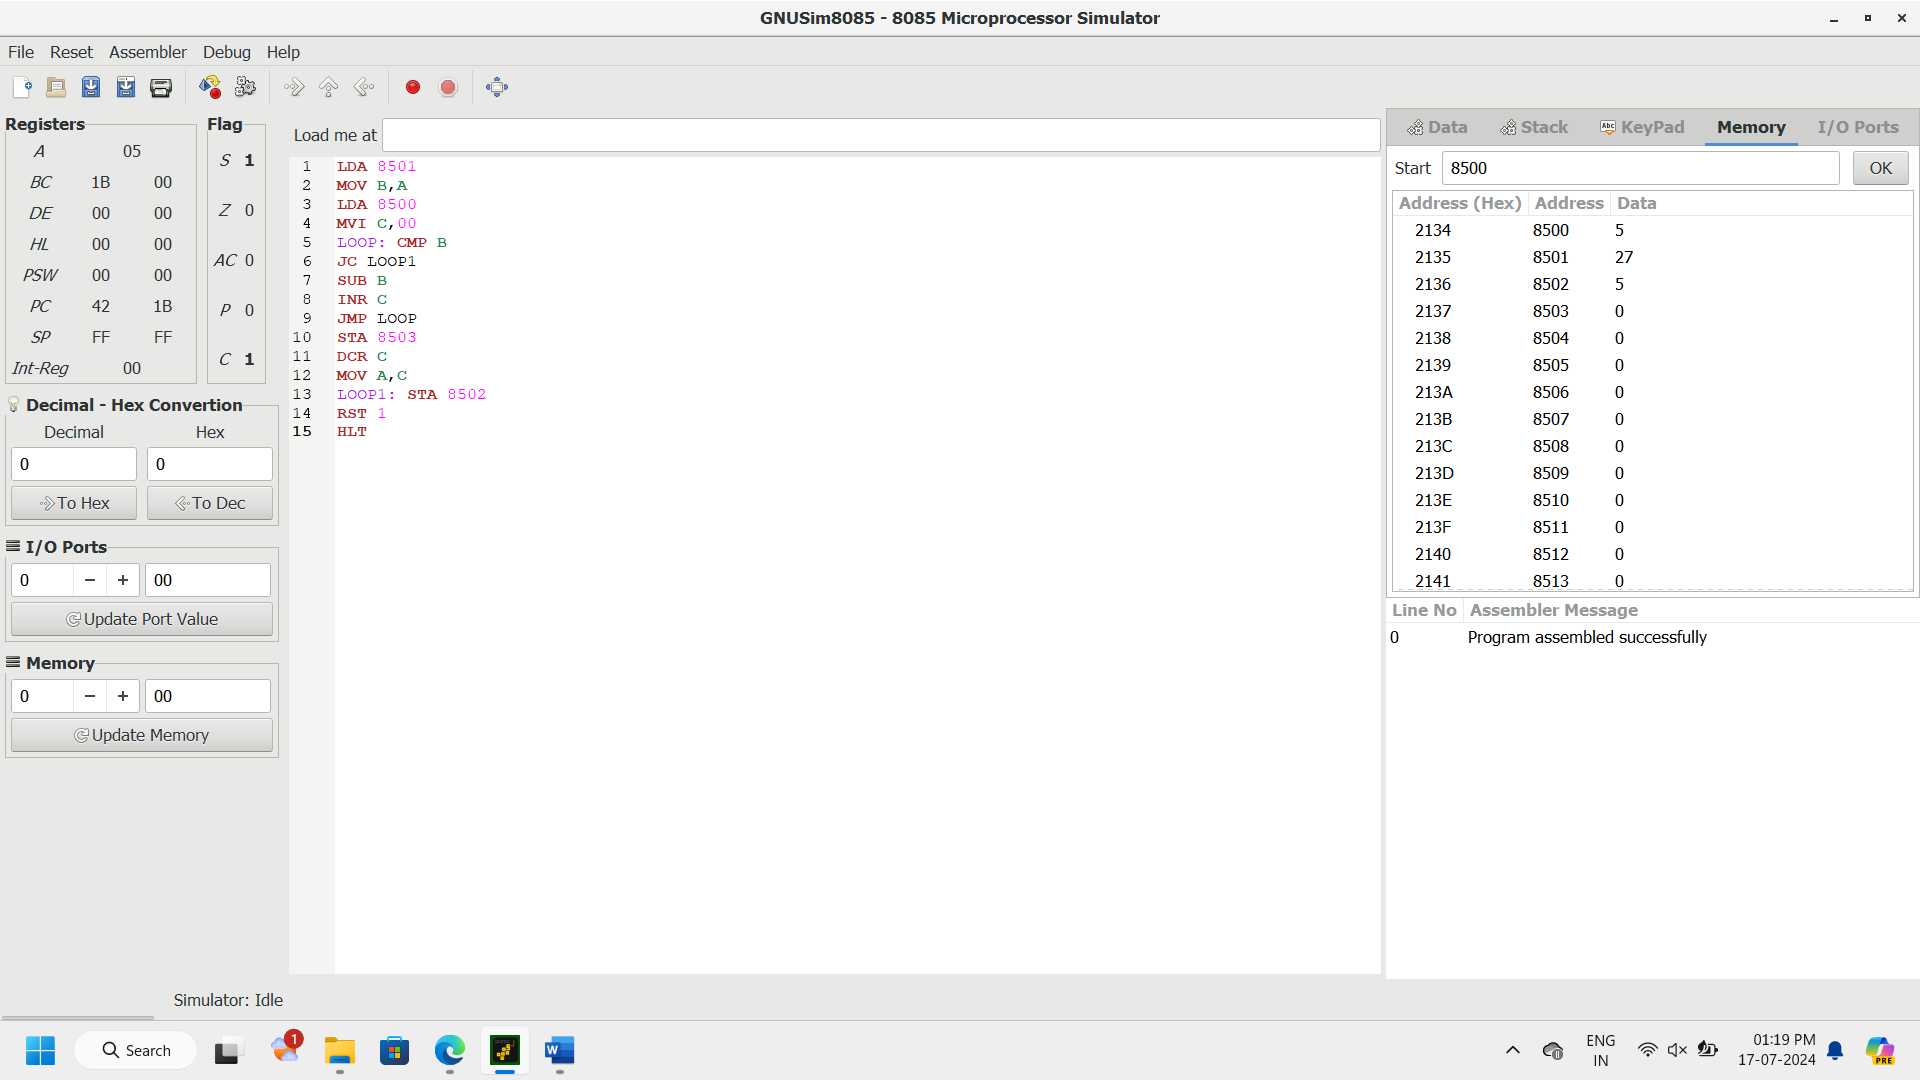 GNUSim8085 - 8085 Microprocessor Simulator
File Reset Assembler Debug Help
Registers
A 05
BC 1B 00
DE 00 00
HL 00 00
PSW 00 00
PC 42 1B
SP FF FF
Int-Reg 00
Flag
S 1
Z 0
AC 0
P 0
C 1
Decimal - Hex Convertion
Decimal Hex
0 0
To Hex To Dec
I/O Ports
0 − + 00
Update Port Value
Memory
0 − + 00
Update Memory
Load me at
1 LDA 8501
2 MOV B,A
3 LDA 8500
4 MVI C,00
5 LOOP: CMP B
6 JC LOOP1
7 SUB B
8 INR C
9 JMP LOOP
10 STA 8503
11 DCR C
12 MOV A,C
13 LOOP1: STA 8502
14 RST 1
15 HLT
Data Stack Abc KeyPad Memory I/O Ports
Start 8500 OK
Address (Hex) Address Data
2134 8500 5
2135 8501 27
2136 8502 5
2137 8503 0
2138 8504 0
2139 8505 0
213A 8506 0
213B 8507 0
213C 8508 0
213D 8509 0
213E 8510 0
213F 8511 0
2140 8512 0
2141 8513 0
Line No Assembler Message
0 Program assembled successfully
Simulator: Idle
Search
1
W
ENG
IN
01:19 PM
17-07-2024
PRE